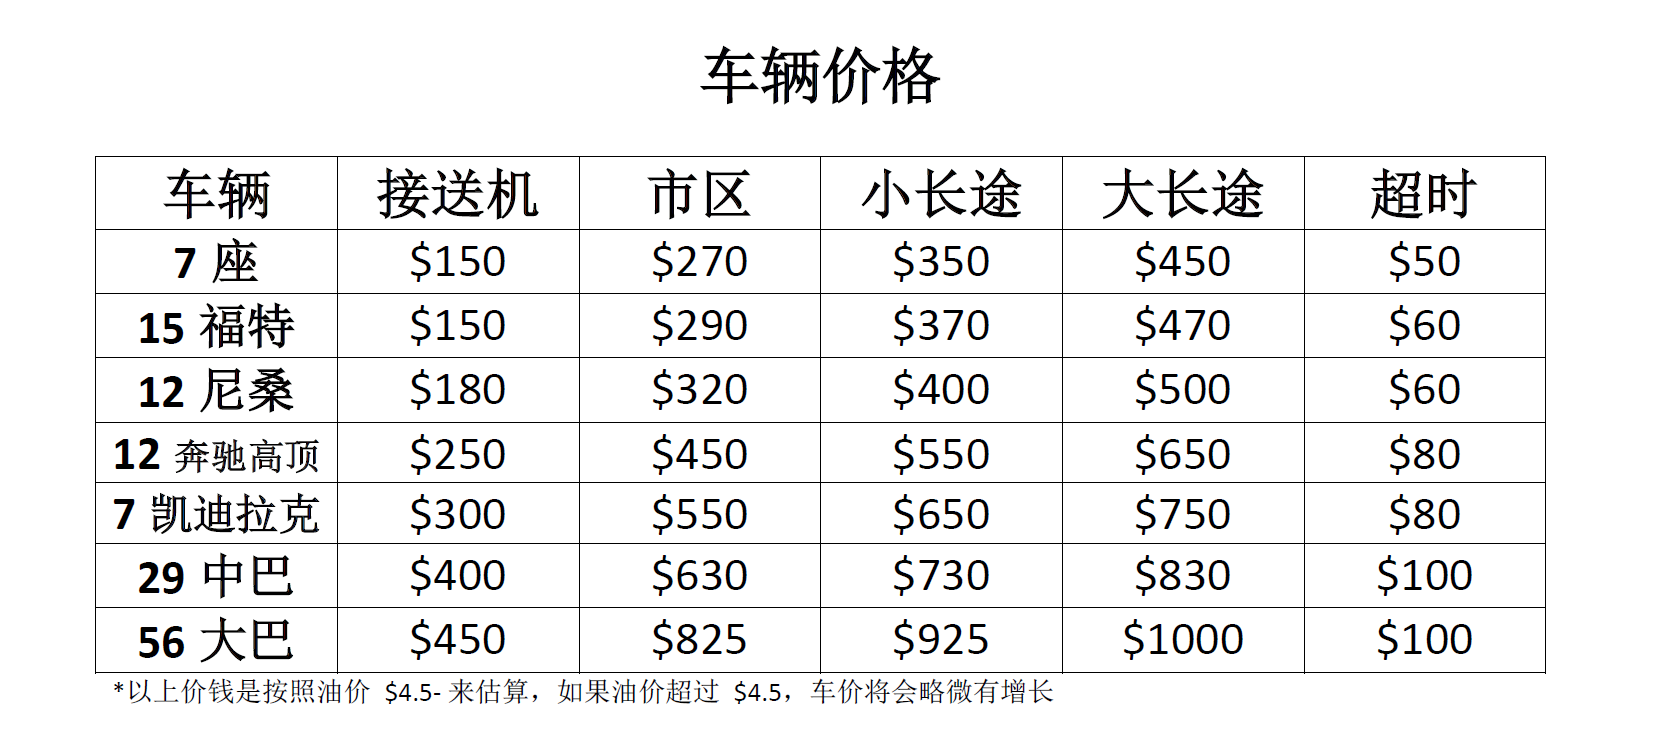 车辆价格
车辆 接送机 市区 小长途 大长途 超时
7 座 $150 $270 $350 $450 $50
15 福特 $150 $290 $370 $470 $60
12 尼桑 $180 $320 $400 $500 $60
12 奔驰高顶 $250 $450 $550 $650 $80
7 凯迪拉克 $300 $550 $650 $750 $80
29 中巴 $400 $630 $730 $830 $100
56 大巴 $450 $825 $925 $1000 $100
*以上价钱是按照油价 $4.5- 来估算，如果油价超过 $4.5，车价将会略微有增长